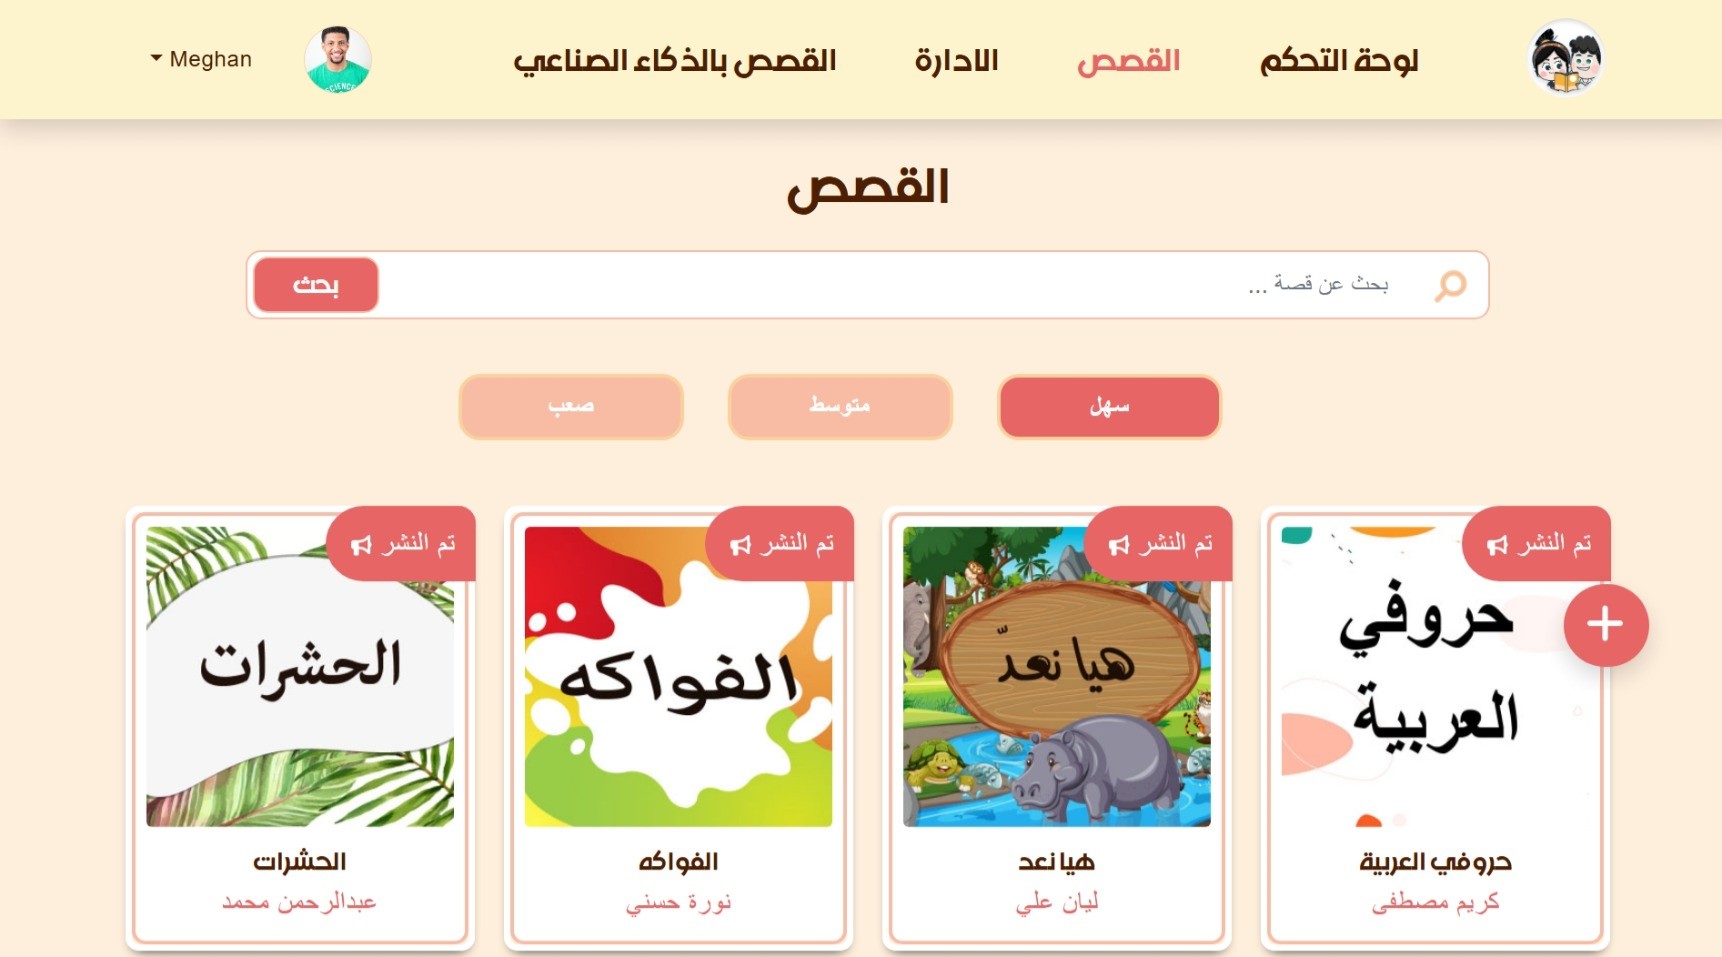 لوحة التحكم
القصص
الادارة
القصص بالذكاء الصناعي
Meghan
القصص
بحث عن قصة ...
بحث
سهل
متوسط
صعب
تم النشر
حروفي
العربية
حروفي العربية
كريم مصطفى
تم النشر
هيا نعدّ
هيا نعد
ليان علي
تم النشر
الفواكه
الفواكه
نورة حسني
تم النشر
الحشرات
الحشرات
عبدالرحمن محمد